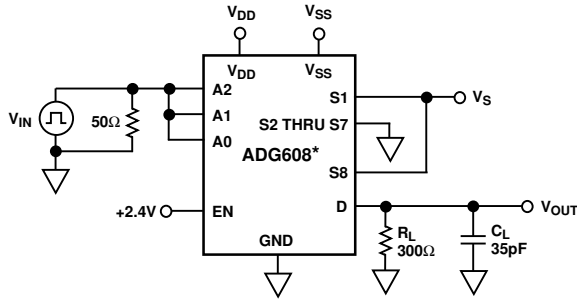 VDD
VSS
VDD
VSS
A2
S1
VS
VIN
50Ω
A1
S2 THRU S7
A0
ADG608*
S8
+2.4V
EN
D
VOUT
GND
RL
300Ω
CL
35pF